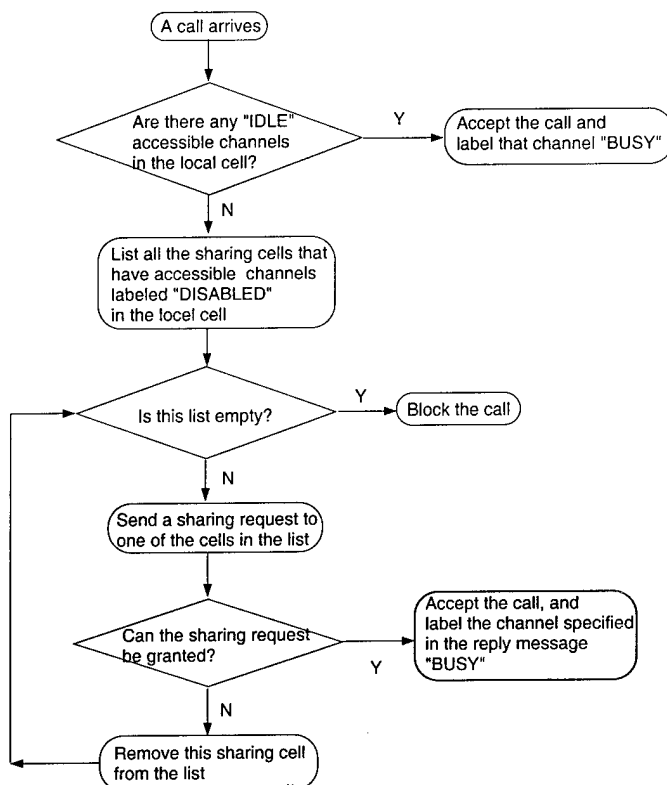 A call arrives
Are there any "IDLE"
accessible channels
in the local cell?
Y
Accept the call and
label that channel "BUSY"
N
List all the sharing cells that
have accessible channels
labeled "DISABLED"
in the local cell
Is this list empty?
Y
Block the call
N
Send a sharing request to
one of the cells in the list
Can the sharing request
be granted?
Y
Accept the call, and
label the channel specified
in the reply message
"BUSY"
N
Remove this sharing cell
from the list